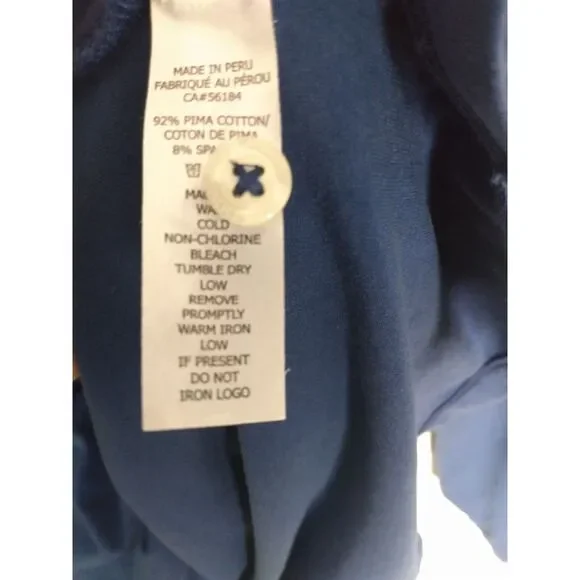 MADE IN PERU
FABRIQUÉ AU PÉROU
CA#56184
92% PIMA COTTON/
COTON DE PIMA
8%
COLD
NON-CHLORINE
BLEACH
TUMBLE DRY
LOW
REMOVE
PROMPTLY
WARM IRON
LOW
IF PRESENT
DO NOT
IRON LOGO